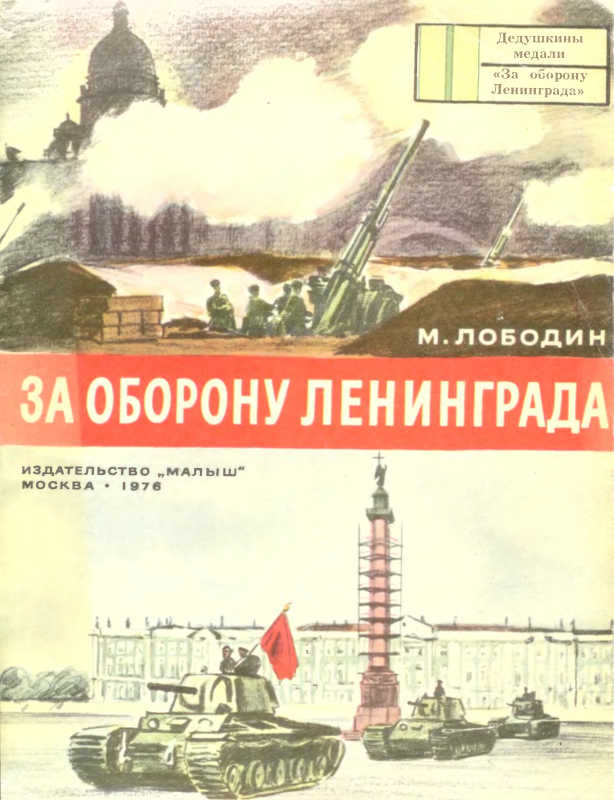 Дедушкины
медали
«За оборону
Ленинграда»
М. ЛОБОДИН
ЗА ОБОРОНУ ЛЕНИНГРАДА
ИЗДАТЕЛЬСТВО „МАЛЫШ"
МОСКВА • 1976